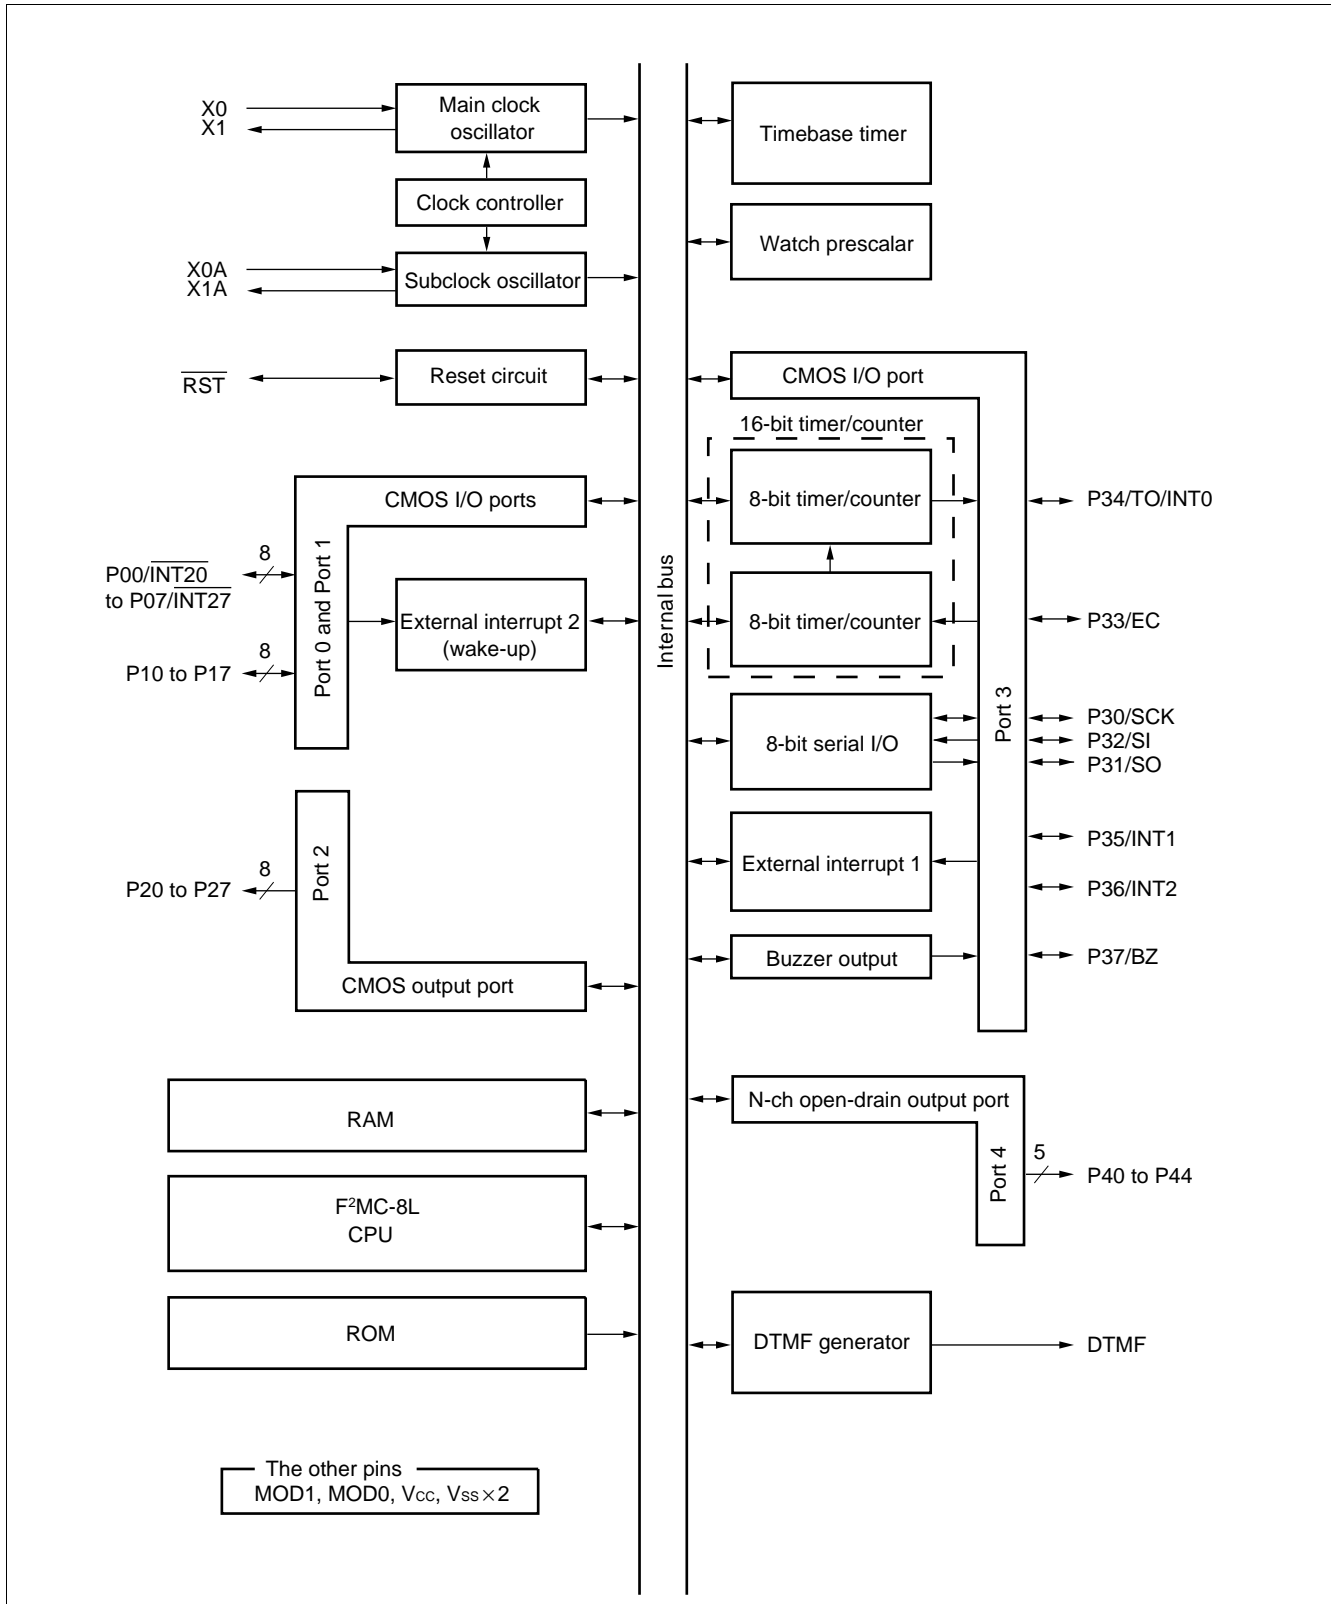 X0
X1
Main clock
oscillator
Clock controller
X0A
X1A
Subclock oscillator
RST
Reset circuit
CMOS I/O ports
Port 0 and Port 1
8
P00/INT20
to P07/INT27
External interrupt 2
(wake-up)
8
P10 to P17
Port 2
8
P20 to P27
CMOS output port
RAM
F²MC-8L
CPU
ROM
The other pins
MOD1, MOD0, VCC, VSS×2
Internal bus
Timebase timer
Watch prescalar
CMOS I/O port
16-bit timer/counter
8-bit timer/counter
P34/TO/INT0
8-bit timer/counter
P33/EC
Port 3
8-bit serial I/O
P30/SCK
P32/SI
P31/SO
External interrupt 1
P35/INT1
P36/INT2
Buzzer output
P37/BZ
N-ch open-drain output port
Port 4
5
P40 to P44
DTMF generator
DTMF